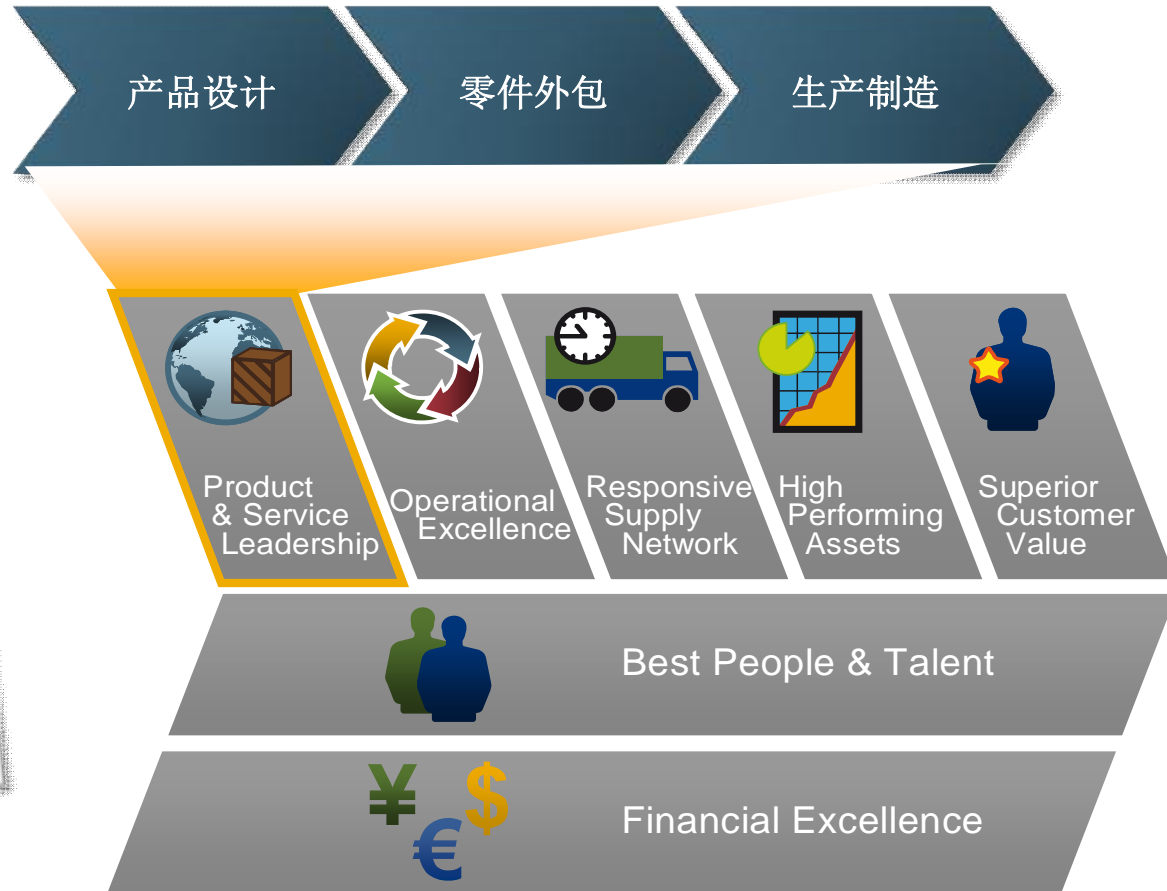 产品设计
零件外包
生产制造
Product
& Service
Leadership
Operational
Excellence
Responsive
Supply
Network
High
Performing
Assets
Superior
Customer
Value
Best People & Talent
¥ $
€
Financial Excellence